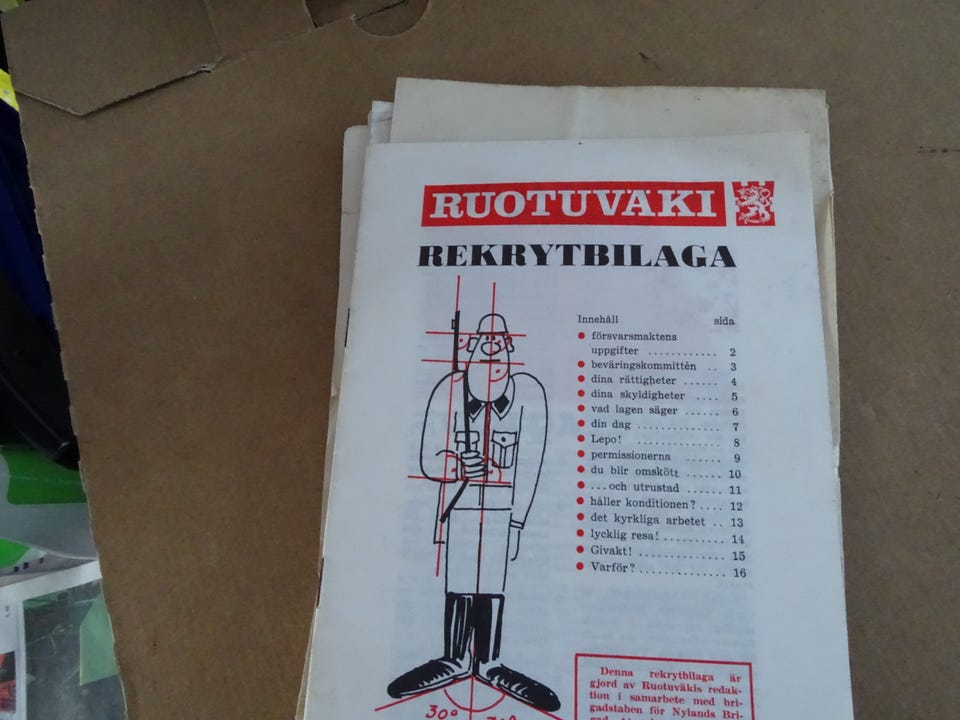 RUOTUVÄKI
REKRYTBILAGA
Innehåll sida
försvarsmaktens
uppgifter ............ 2
beväringskommittén .. 3
dina rättigheter ...... 4
dina skyldigheter .... 5
vad lagen säger ...... 6
din dag .............. 7
Lepo! ............... 8
permissionerna ...... 9
du blir omskött ...... 10
...och utrustad ...... 11
håller konditionen? .... 12
det kyrkliga arbetet .. 13
lycklig resa! .......... 14
Givakt! .............. 15
Varför? .............. 16
Denna rekrytbilaga är
gjord av Ruotuväkis redak-
tion i samarbete med bri-
gadstaben för Nylands Bri-
30°